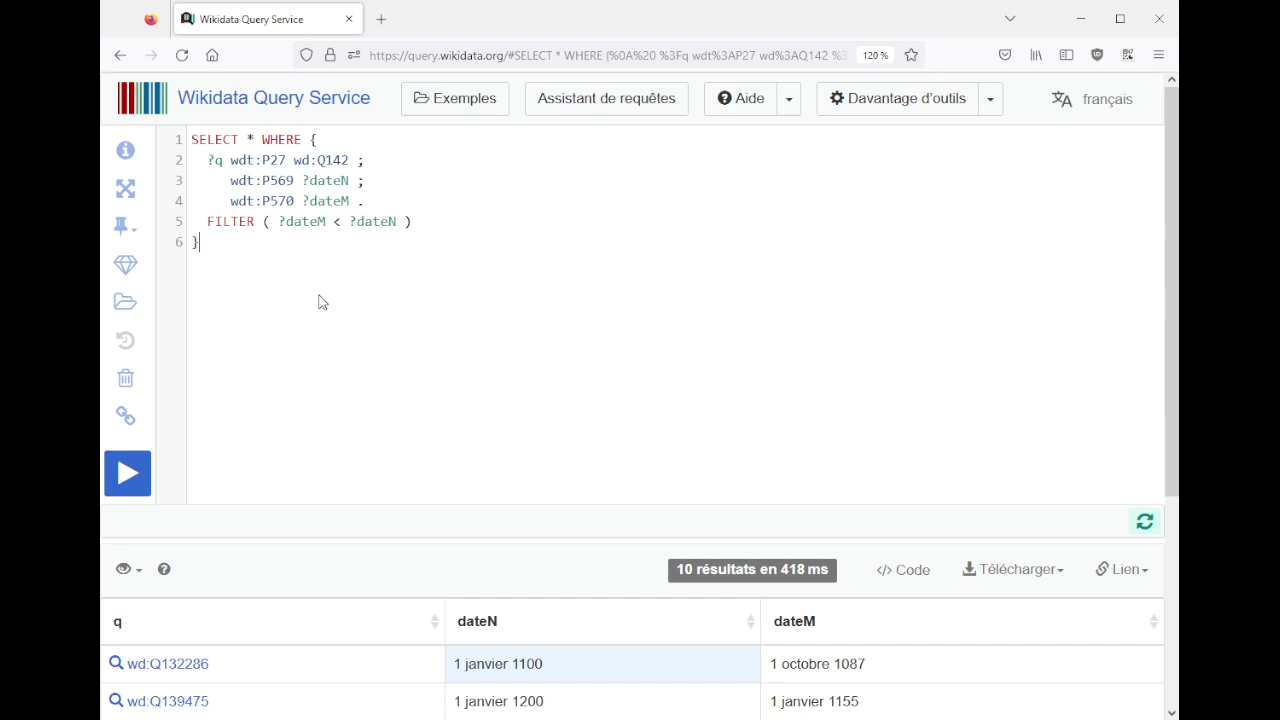 Wikidata Query Service
https://query.wikidata.org/#SELECT * WHERE {%0A%20 %3Fq wdt%3AP27 wd%3AQ142 %3
120 %
Wikidata Query Service
Exemples
Assistant de requêtes
Aide
Davantage d'outils
français
1 SELECT * WHERE {
2 ?q wdt:P27 wd:Q142 ;
3 wdt:P569 ?dateN ;
4 wdt:P570 ?dateM .
5 FILTER ( ?dateM < ?dateN )
6 }
10 résultats en 418 ms
</> Code
Télécharger
Lien
q dateN dateM
wd:Q132286 1 janvier 1100 1 octobre 1087
wd:Q139475 1 janvier 1200 1 janvier 1155